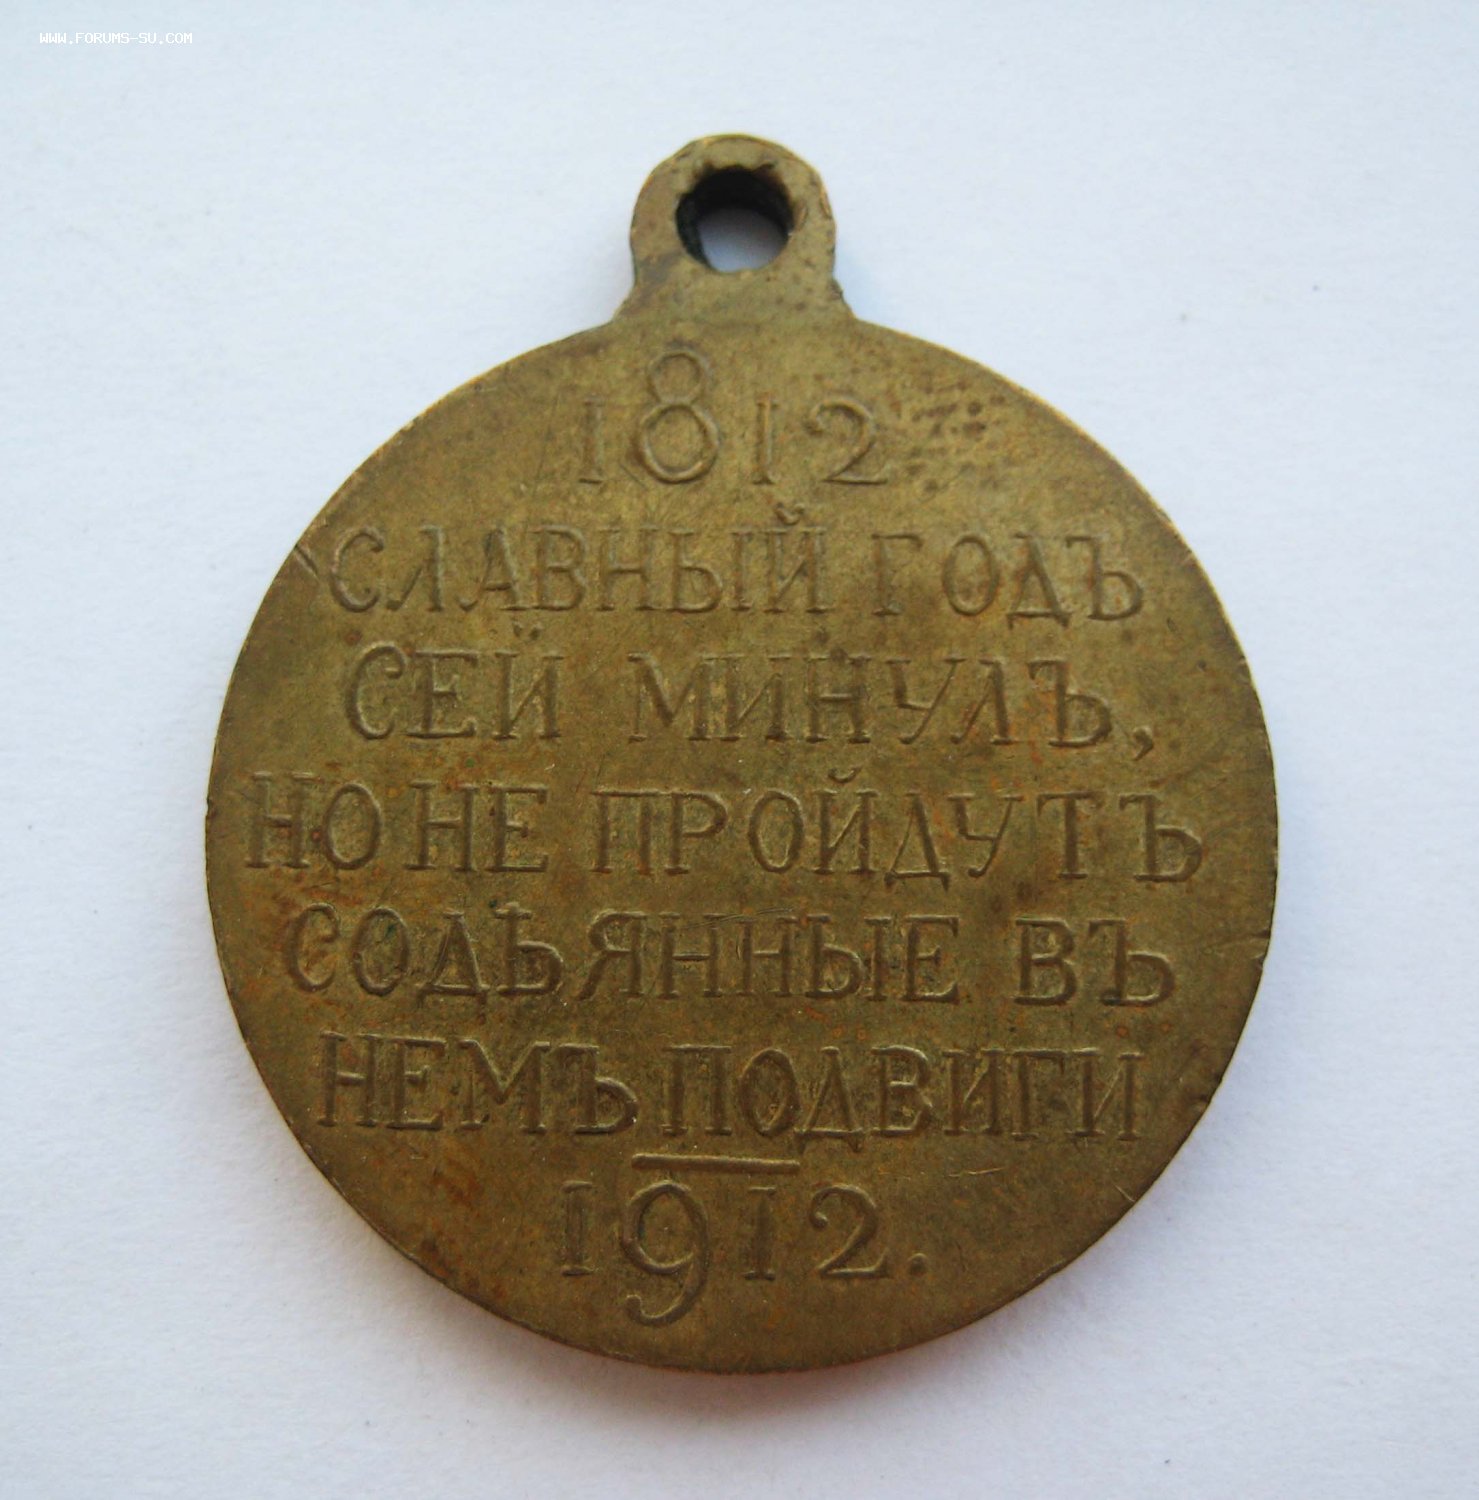 WWW.FORUMS-SU.COM
1812
СЛАВНЫЙ ГОДЪ
СЕЙ МИНУЛЪ,
НО НЕ ПРОЙДУТЪ
СОДѢЯННЫЕ ВЪ
НЕМЪ ПОДВИГИ
1912.